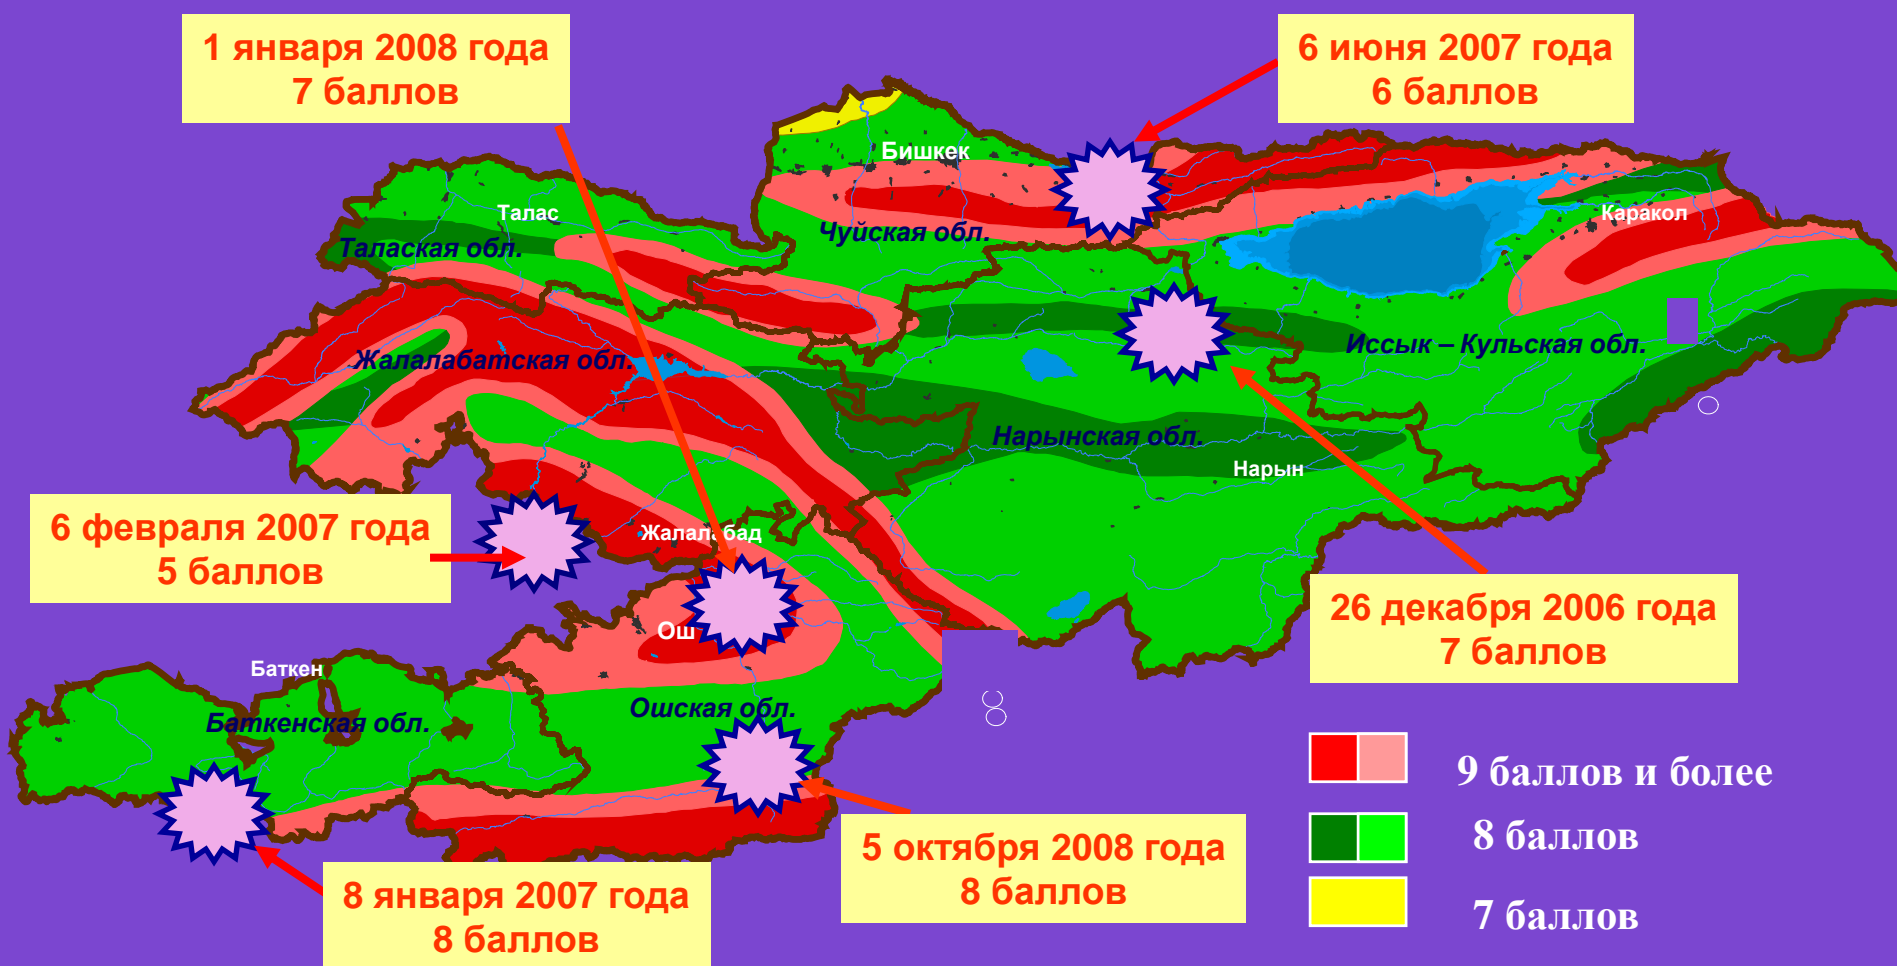 1 января 2008 года
7 баллов
6 июня 2007 года
6 баллов
Бишкек
Талас
Каракол
Чуйская обл.
Талаская обл.
Иссык – Кульская обл.
Жалалабатская обл.
Нарынская обл.
Нарын
6 февраля 2007 года
5 баллов
Жалалабад
26 декабря 2006 года
7 баллов
Ош
Баткен
Ошская обл.
Баткенская обл.
9 баллов и более
8 баллов
7 баллов
5 октября 2008 года
8 баллов
8 января 2007 года
8 баллов